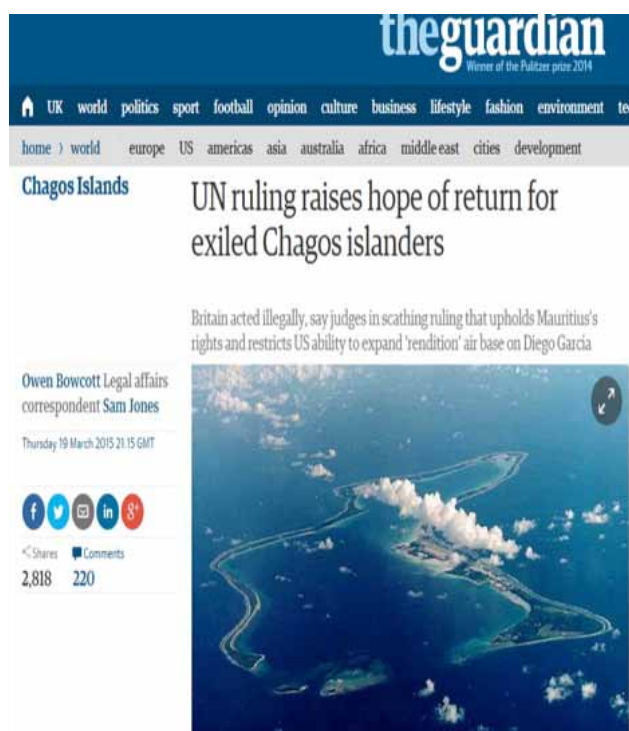 theguardian
Winner of the Pulitzer prize 2014
UK world politics sport football opinion culture business lifestyle fashion environment te
home > world europe US americas asia australia africa middle east cities development
Chagos Islands
UN ruling raises hope of return for
exiled Chagos islanders
Britain acted illegally, say judges in scathing ruling that upholds Mauritius's
rights and restricts US ability to expand 'rendition' air base on Diego Garcia
Owen Bowcott Legal affairs
correspondent Sam Jones
Thursday 19 March 2015 21.15 GMT
f in g+
Shares Comments
2,818 220